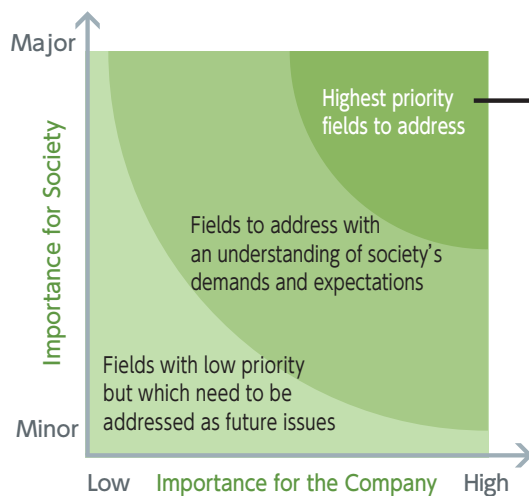 Major
Importance for Society
Highest priority
fields to address
Fields to address with
an understanding of society's
demands and expectations
Fields with low priority
but which need to be
addressed as future issues
Minor
Low
Importance for the Company
High